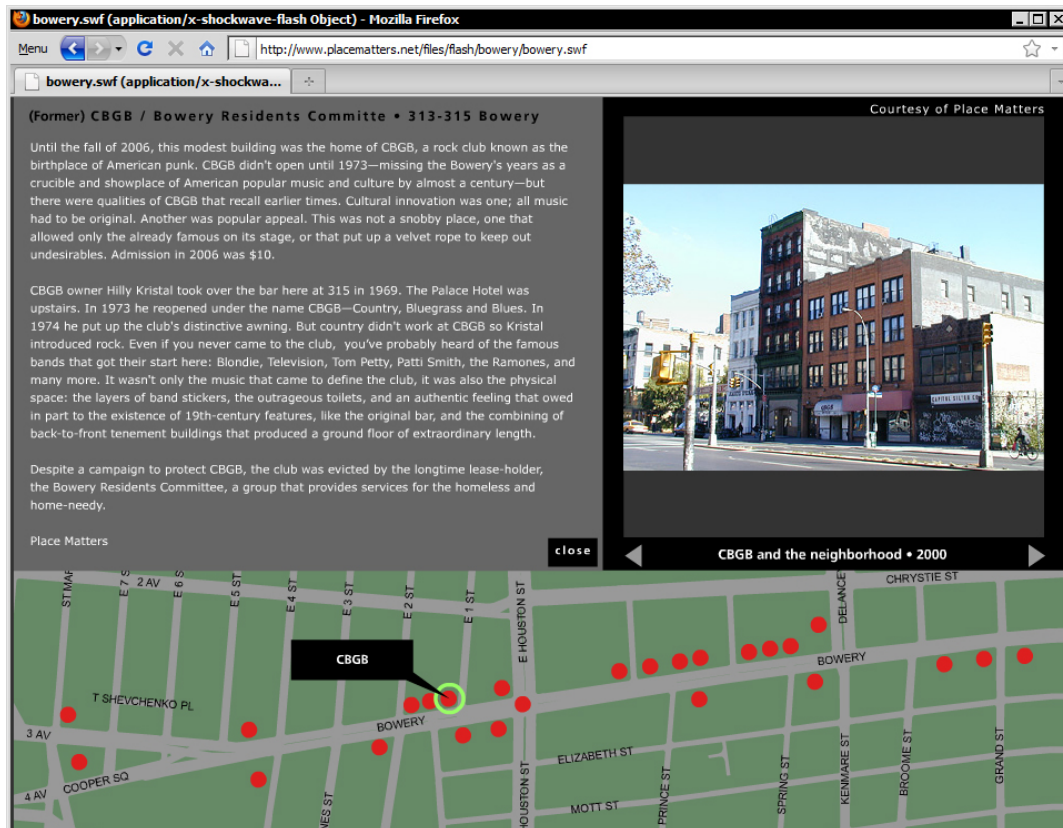 bowery.swf (application/x-shockwave-flash Object) - Mozilla Firefox
Menu
http://www.placematters.net/files/flash/bowery/bowery.swf
bowery.swf (application/x-shockwa...
(Former) CBGB / Bowery Residents Committe • 313-315 Bowery
Until the fall of 2006, this modest building was the home of CBGB, a rock club known as the
birthplace of American punk. CBGB didn't open until 1973—missing the Bowery's years as a
crucible and showplace of American popular music and culture by almost a century—but
there were qualities of CBGB that recall earlier times. Cultural innovation was one; all music
had to be original. Another was popular appeal. This was not a snobby place, one that
allowed only the already famous on its stage, or that put up a velvet rope to keep out
undesirables. Admission in 2006 was $10.
CBGB owner Hilly Kristal took over the bar here at 315 in 1969. The Palace Hotel was
upstairs. In 1973 he reopened under the name CBGB—Country, Bluegrass and Blues. In
1974 he put up the club's distinctive awning. But country didn't work at CBGB so Kristal
introduced rock. Even if you never came to the club, you've probably heard of the famous
bands that got their start here: Blondie, Television, Tom Petty, Patti Smith, the Ramones, and
many more. It wasn't only the music that came to define the club, it was also the physical
space: the layers of band stickers, the outrageous toilets, and an authentic feeling that owed
in part to the existence of 19th-century features, like the original bar, and the combining of
back-to-front tenement buildings that produced a ground floor of extraordinary length.
Despite a campaign to protect CBGB, the club was evicted by the longtime lease-holder,
the Bowery Residents Committee, a group that provides services for the homeless and
home-needy.
Place Matters
close
Courtesy of Place Matters
CBGB
CBGB and the neighborhood • 2000
ST MAR
E 7 S
2 AV
E 6 S
E 5 ST
E 4 ST
E 3 ST
E 2 ST
E 1 ST
E HOUSTON ST
DELANCEY
CHRYSTIE ST
CBGB
BOWERY
T SHEVCHENKO PL
BOWERY
3 AV
COOPER SQ
4 AV
NES ST
HOUSTON ST
ELIZABETH ST
MOTT ST
PRINCE ST
SPRING ST
KENMARE ST
BROOME ST
GRAND ST